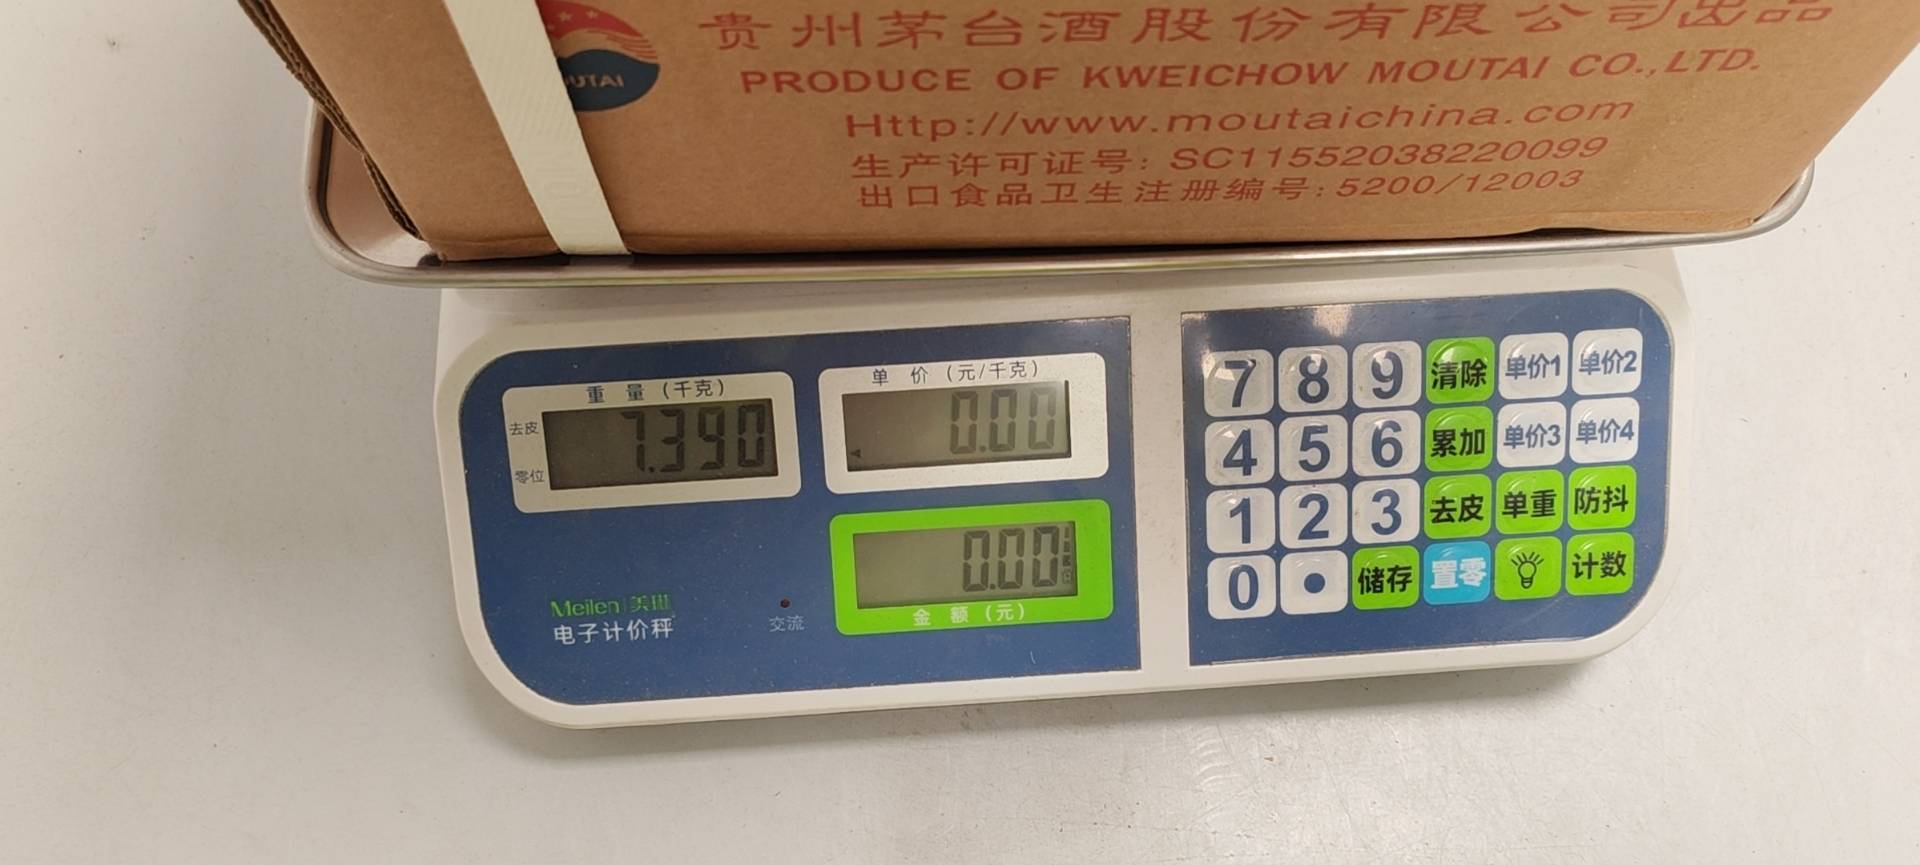 贵州茅台酒股份有限公司出品
UTAI
PRODUCE OF KWEICHOW MOUTAI CO.,LTD.
Http://www.moutaichina.com
生产许可证号: SC11552038220099
出口食品卫生注册编号:5200/12003
重 量 (千克)
去皮
零位
7.390
单 价 (元/千克)
0.00
0.00
金 额 (元)
Meilen 美琳
电子计价秤
交流
7 8 9 清除 单价1 单价2
4 5 6 累加 单价3 单价4
1 2 3 去皮 单重 防抖
0 • 储存 置零 计数